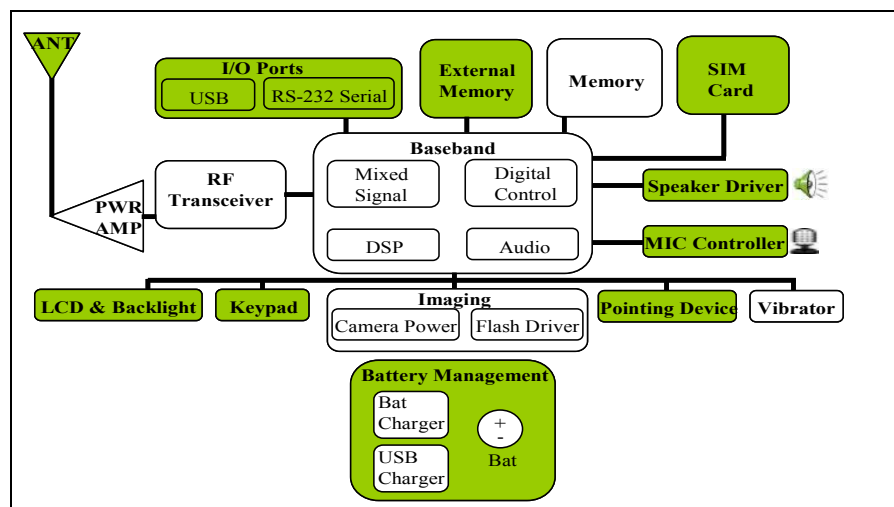 ANT
I/O Ports
USB
RS-232 Serial
External
Memory
Memory
SIM
Card
Baseband
Mixed
Signal
Digital
Control
DSP
Audio
RF
Transceiver
PWR
AMP
Speaker Driver
MIC Controller
LCD & Backlight
Keypad
Imaging
Camera Power
Flash Driver
Pointing Device
Vibrator
Battery Management
Bat
Charger
USB
Charger
+
-
Bat